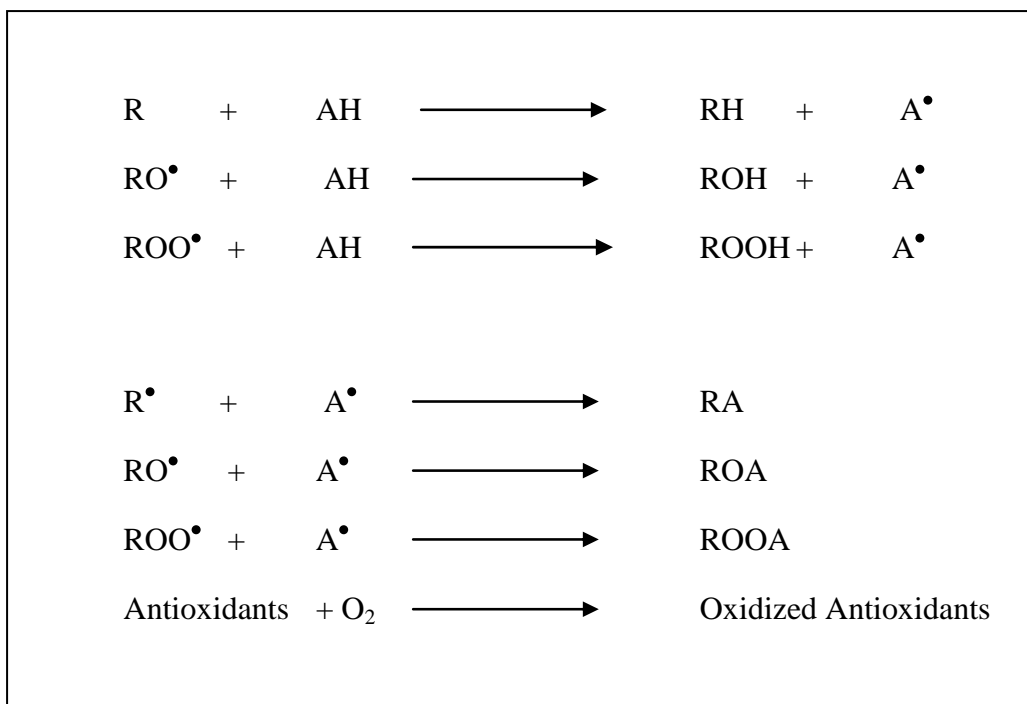 R + AH ⟶ RH + A•
RO• + AH ⟶ ROH + A•
ROO• + AH ⟶ ROOH + A•
R• + A• ⟶ RA
RO• + A• ⟶ ROA
ROO• + A• ⟶ ROOA
Antioxidants + O₂ ⟶ Oxidized Antioxidants